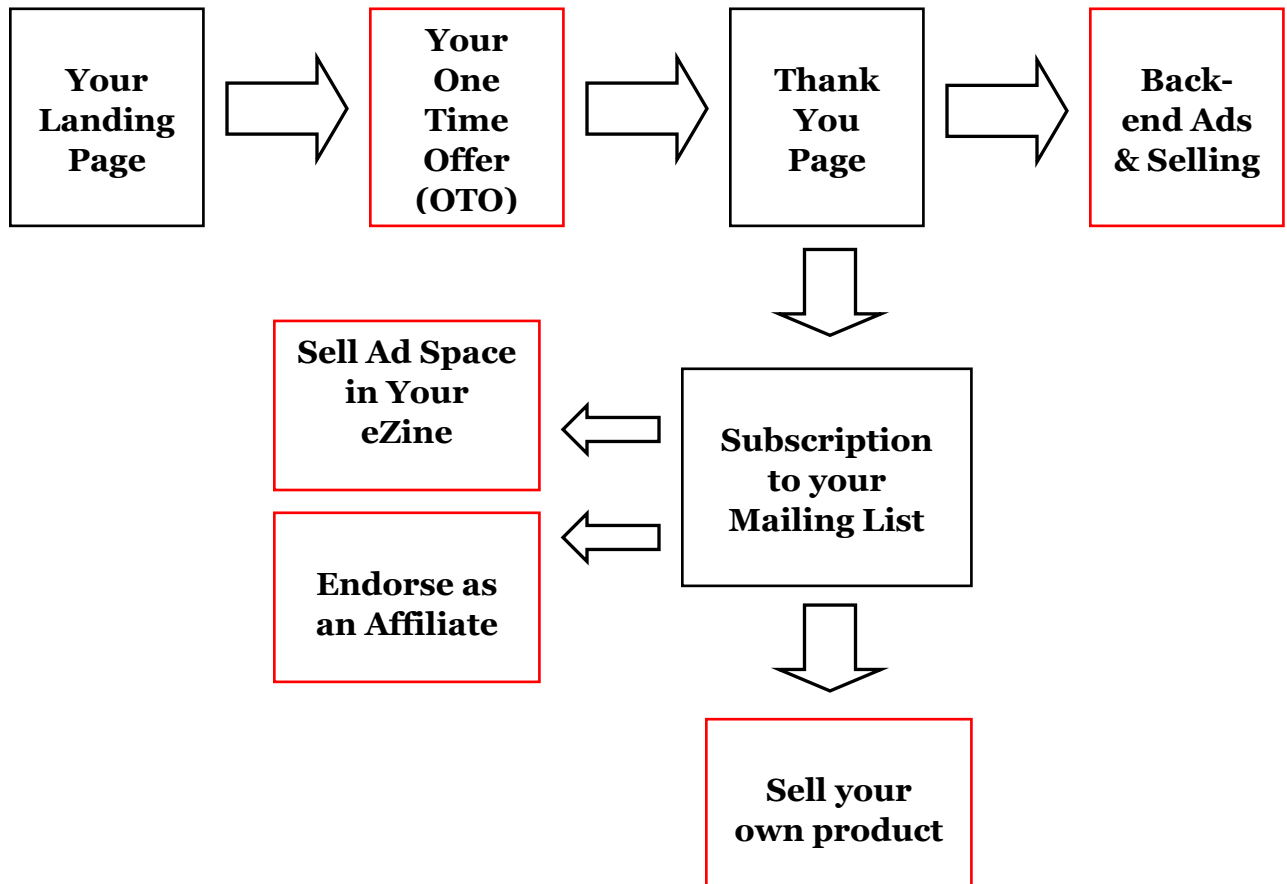 Your
Landing
Page
Your
One
Time
Offer
(OTO)
Thank
You
Page
Back-
end Ads
& Selling
Sell Ad Space
in Your
eZine
Endorse as
an Affiliate
Subscription
to your
Mailing List
Sell your
own product